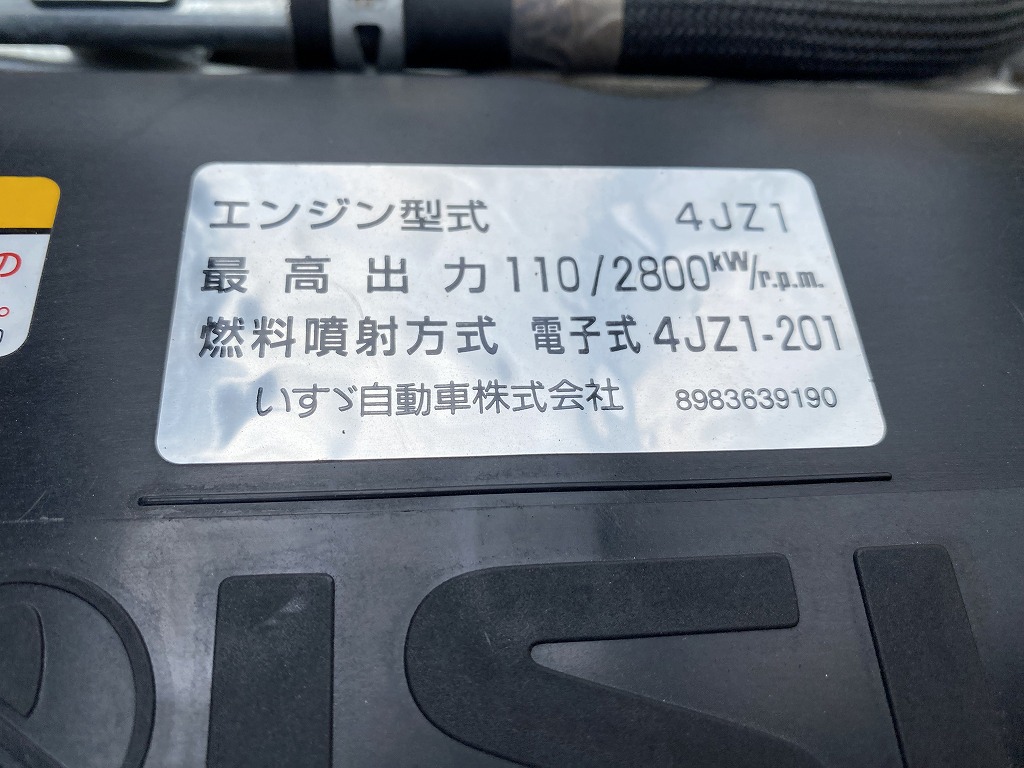 エンジン型式 4JZ1
最高出力 110/2800kW/r.p.m.
燃料噴射方式 電子式 4JZ1-201
いすゞ自動車株式会社 8983639190
の
。